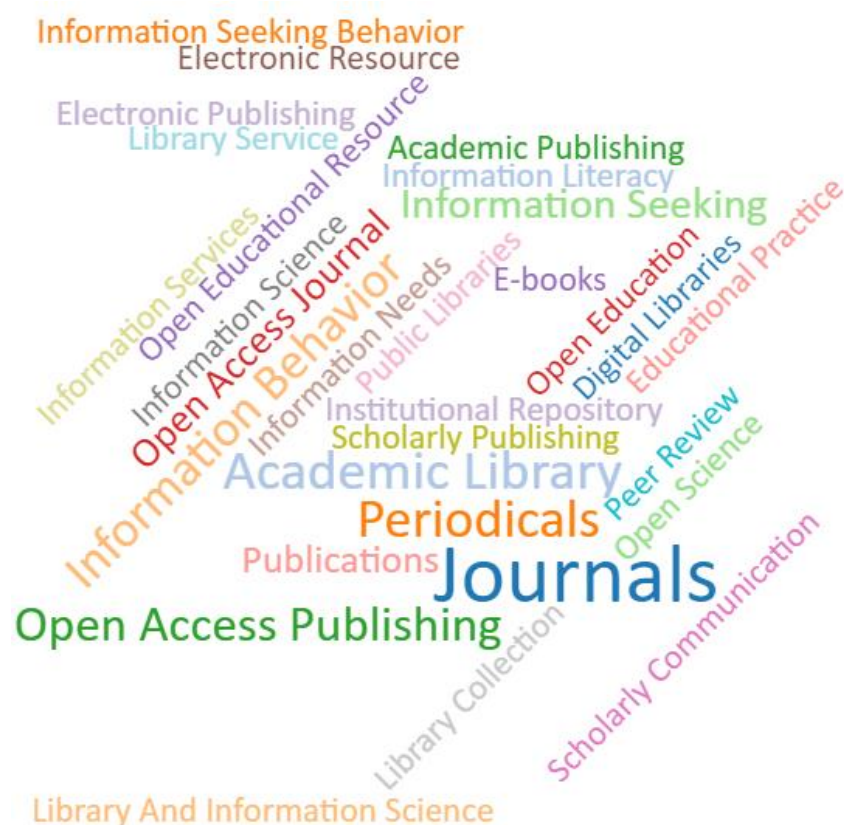 Information Seeking Behavior
Electronic Resource
Electronic Publishing
Library Service
Open Educational Resource
Academic Publishing
Information Literacy
Information Seeking
Information Services
Information Science
Open Access Journal
Information Behavior
Information Needs
Public Libraries
E-books
Open Education
Digital Libraries
Educational Practice
Institutional Repository
Scholarly Publishing
Academic Library
Peer Review
Open Science
Periodicals
Publications
Journals
Open Access Publishing
Library Collection
Scholarly Communication
Library And Information Science